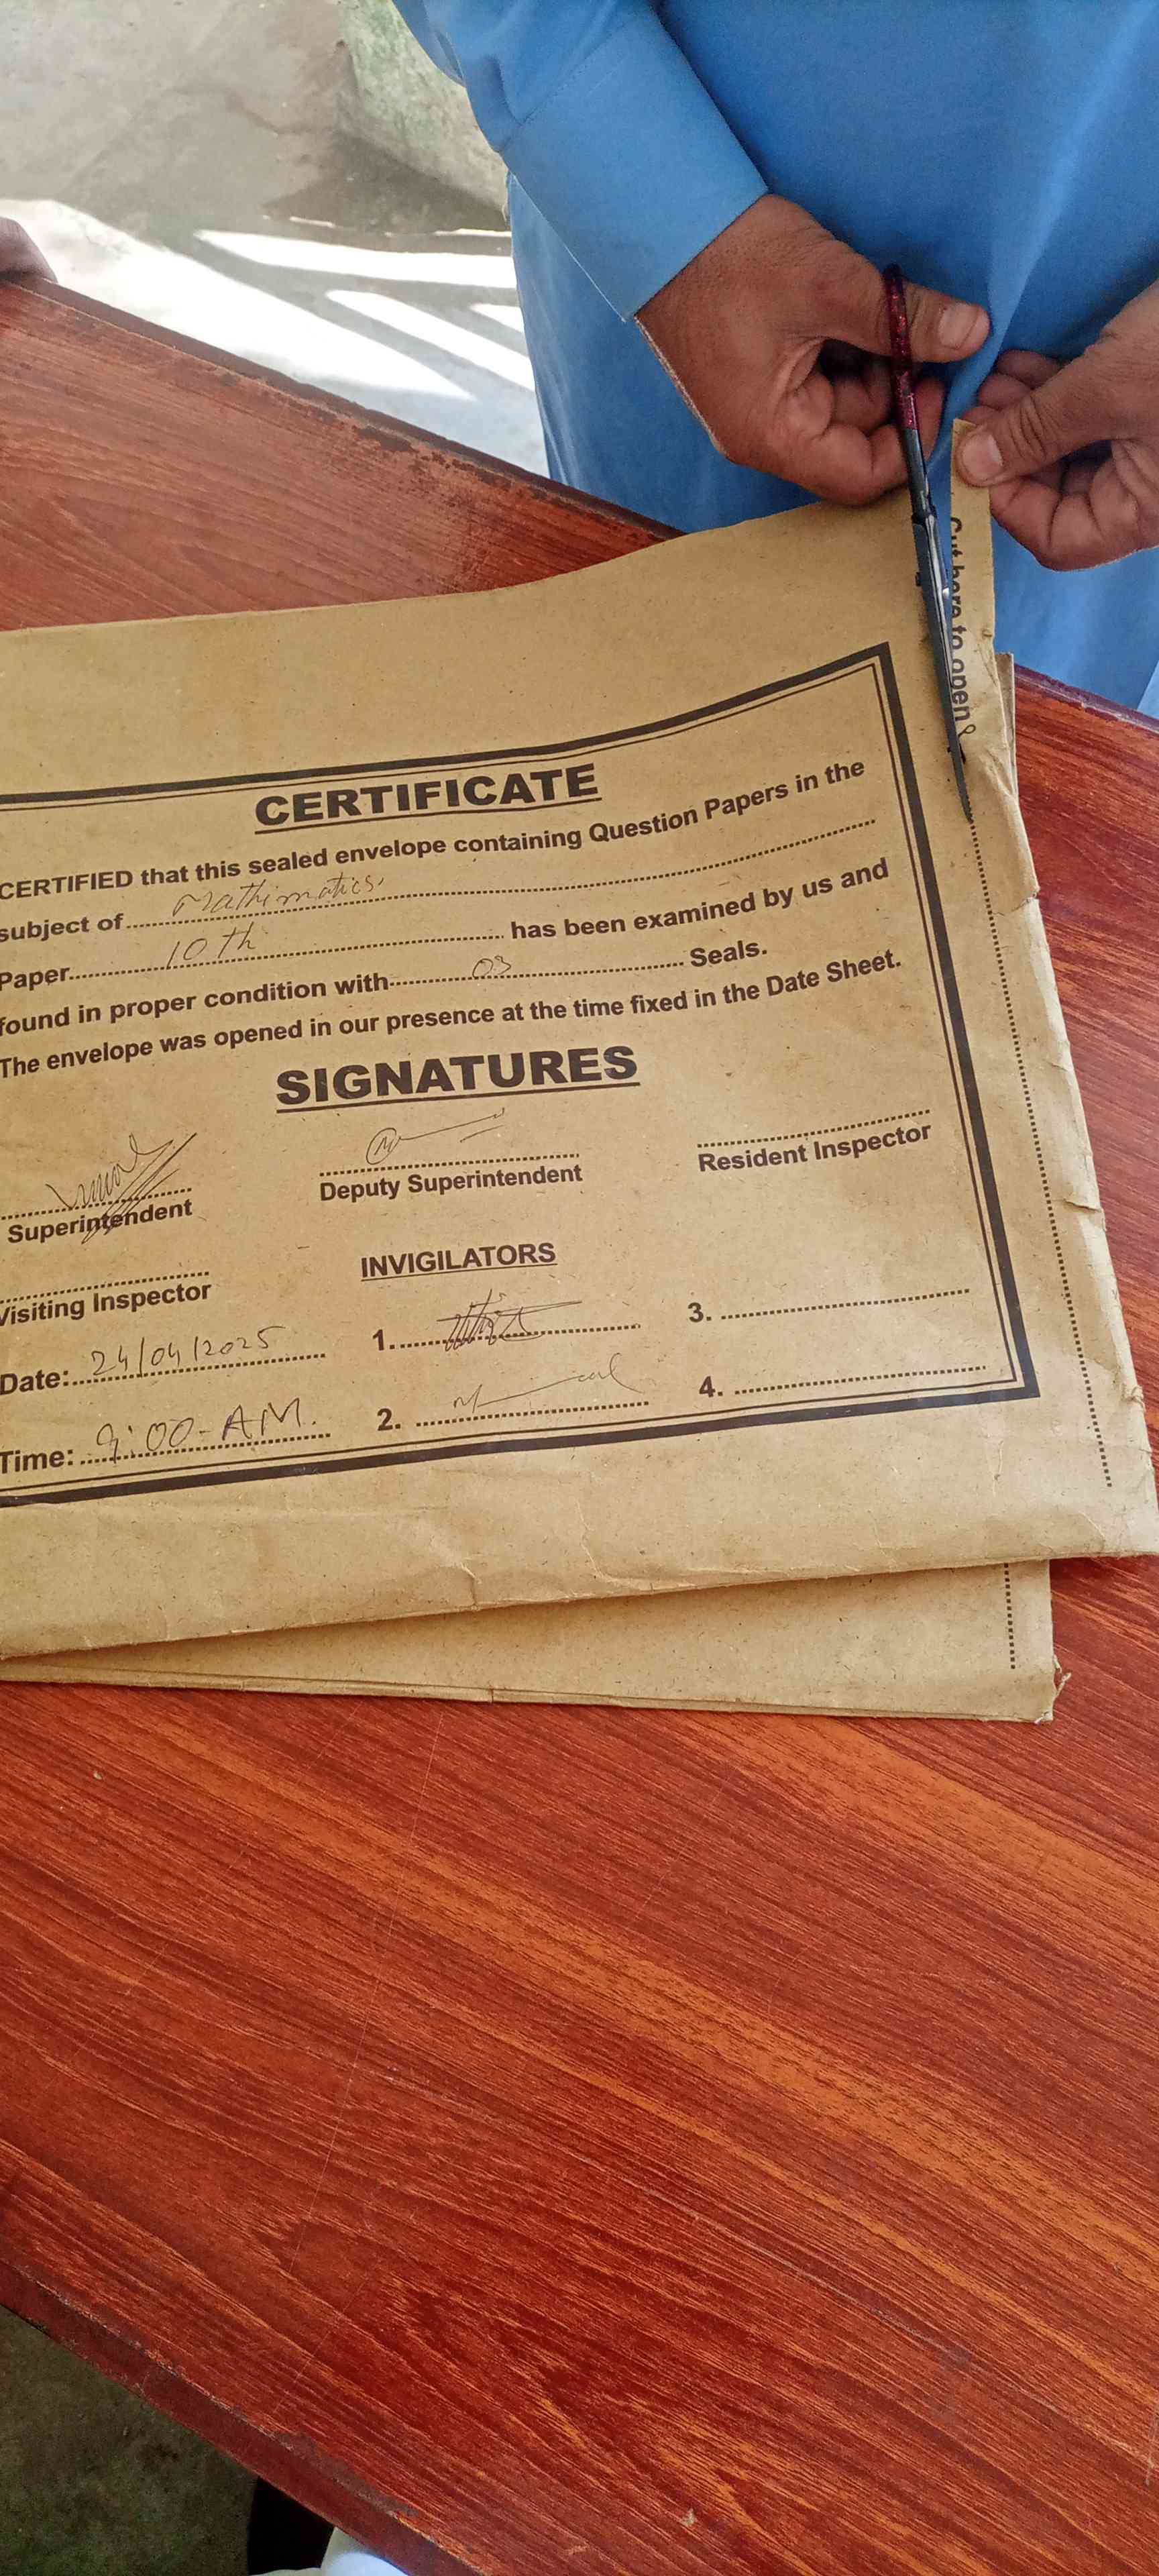 Cut here to open
CERTIFICATE
CERTIFIED that this sealed envelope containing Question Papers in the
subject of Mathimatics
Paper 10th has been examined by us and
found in proper condition with 03 Seals.
The envelope was opened in our presence at the time fixed in the Date Sheet.
SIGNATURES
Superintendent Deputy Superintendent Resident Inspector
Visiting Inspector INVIGILATORS
1. 3.
Date: 24/04/2025
2. 4.
Time: 9:00-AM.